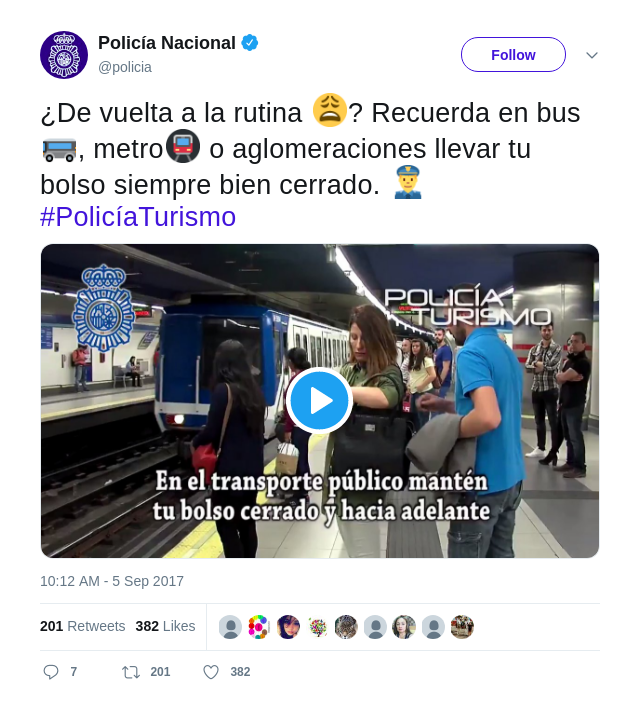 Policía Nacional
@policia
Follow
¿De vuelta a la rutina 😩? Recuerda en bus
🚌, metro🚇 o aglomeraciones llevar tu
bolso siempre bien cerrado. 👮
#PolicíaTurismo
POLICÍA
TURISMO
En el transporte público mantén
tu bolso cerrado y hacia adelante
10:12 AM - 5 Sep 2017
201 Retweets 382 Likes
7 201 382